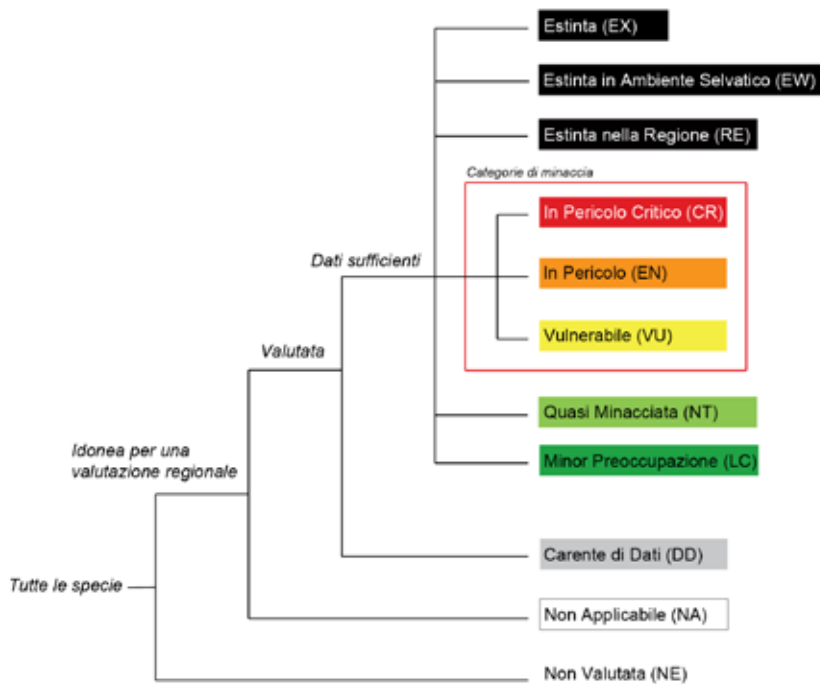 Estinta (EX)
Estinta in Ambiente Selvatico (EW)
Estinta nella Regione (RE)
Categorie di minaccia
In Pericolo Critico (CR)
Dati sufficienti
In Pericolo (EN)
Vulnerabile (VU)
Valutata
Quasi Minacciata (NT)
Idonea per una
valutazione regionale
Minor Preoccupazione (LC)
Carente di Dati (DD)
Tutte le specie
Non Applicabile (NA)
Non Valutata (NE)